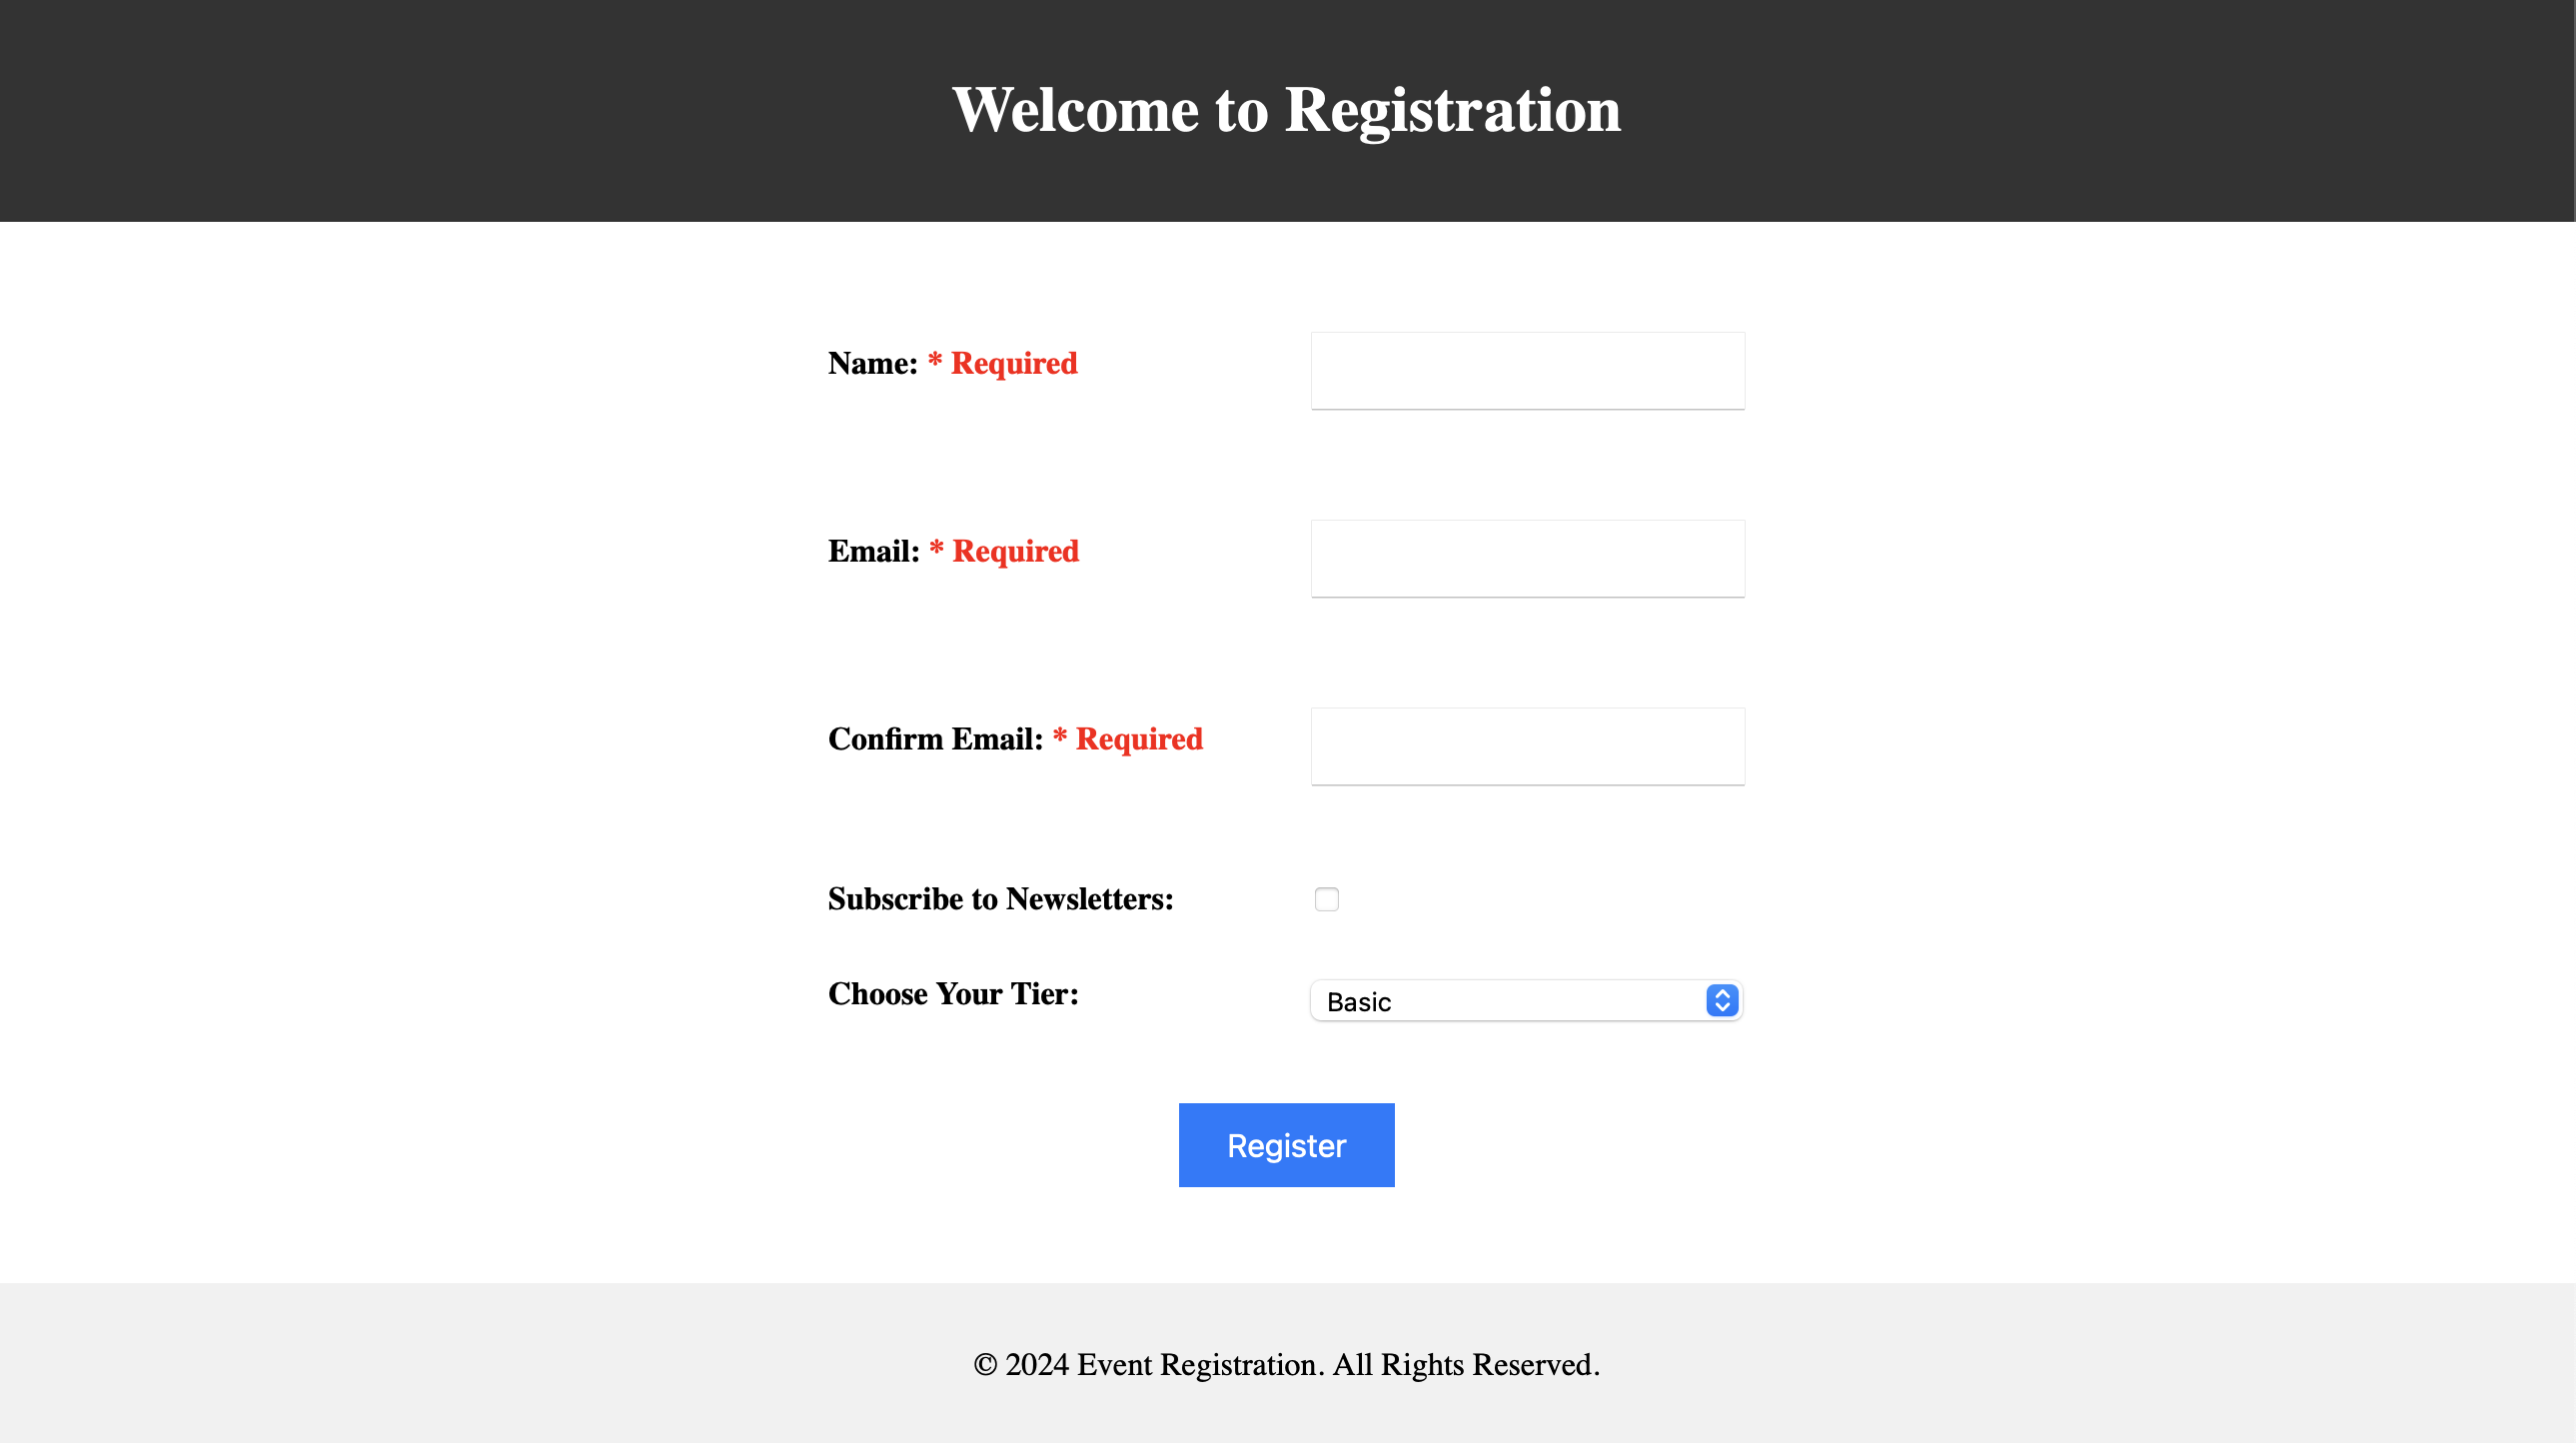 Welcome to Registration
Name: * Required
Email: * Required
Confirm Email: * Required
Subscribe to Newsletters:
Choose Your Tier:
Basic
Register
© 2024 Event Registration. All Rights Reserved.